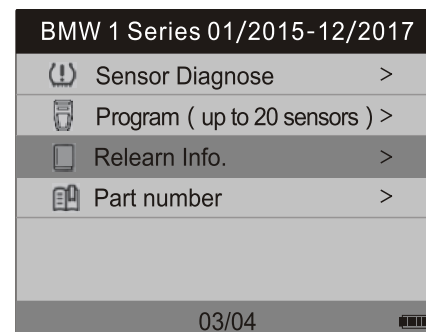 BMW 1 Series 01/2015-12/2017
Sensor Diagnose >
Program ( up to 20 sensors ) >
Relearn Info. >
Part number >
03/04